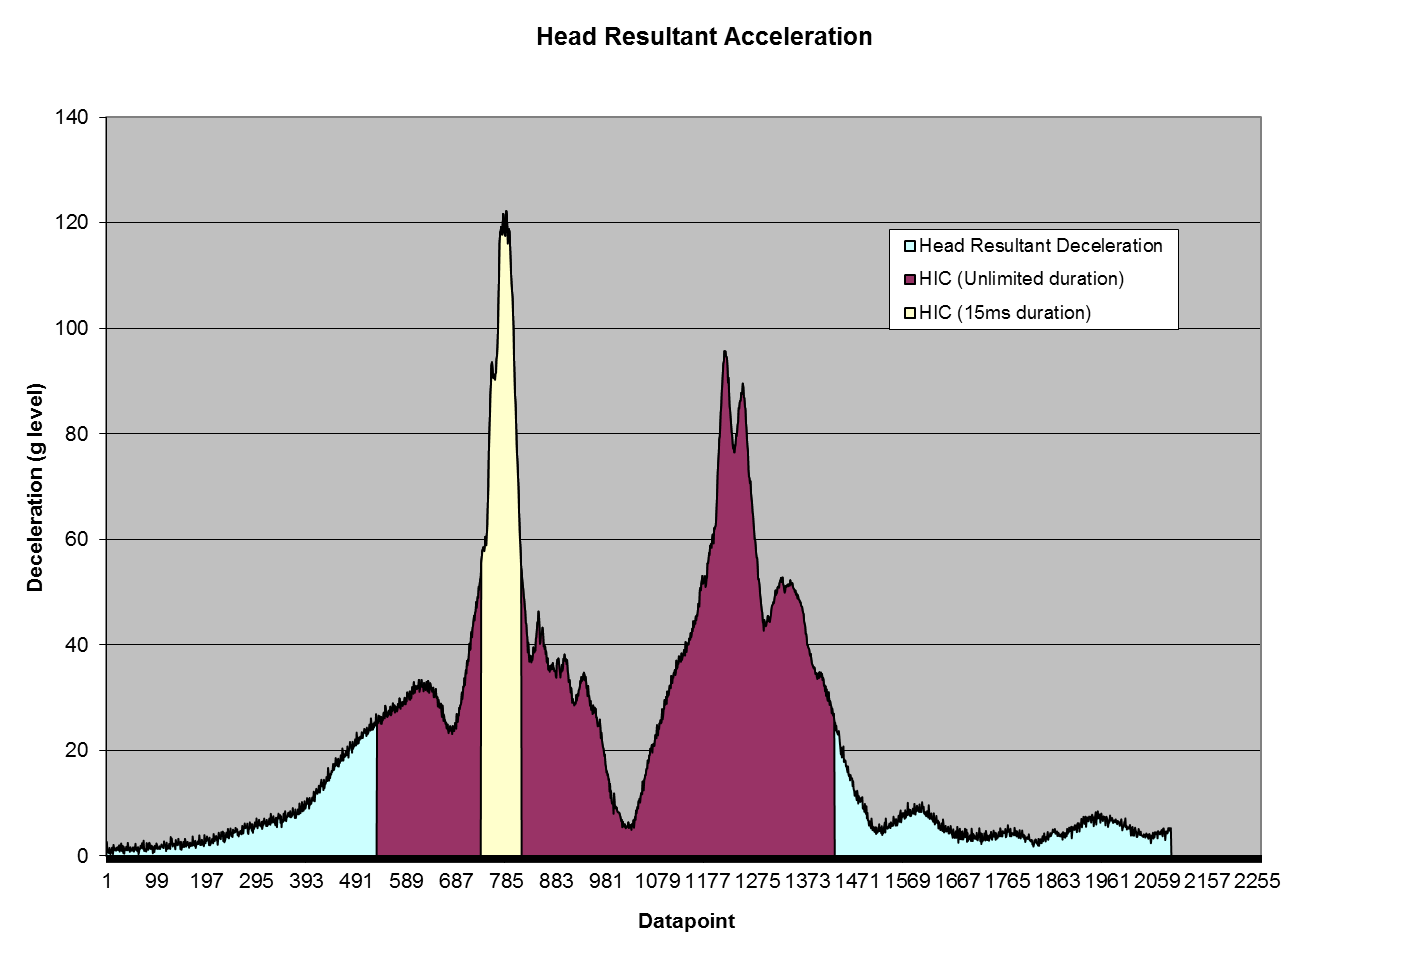 Head Resultant Acceleration
140
120
100
80
60
40
20
0
Deceleration (g level)
Head Resultant Deceleration
HIC (Unlimited duration)
HIC (15ms duration)
1 99 197 295 393 491 589 687 785 883 981 1079 1177 1275 1373 1471 1569 1667 1765 1863 1961 2059 2157 2255
Datapoint